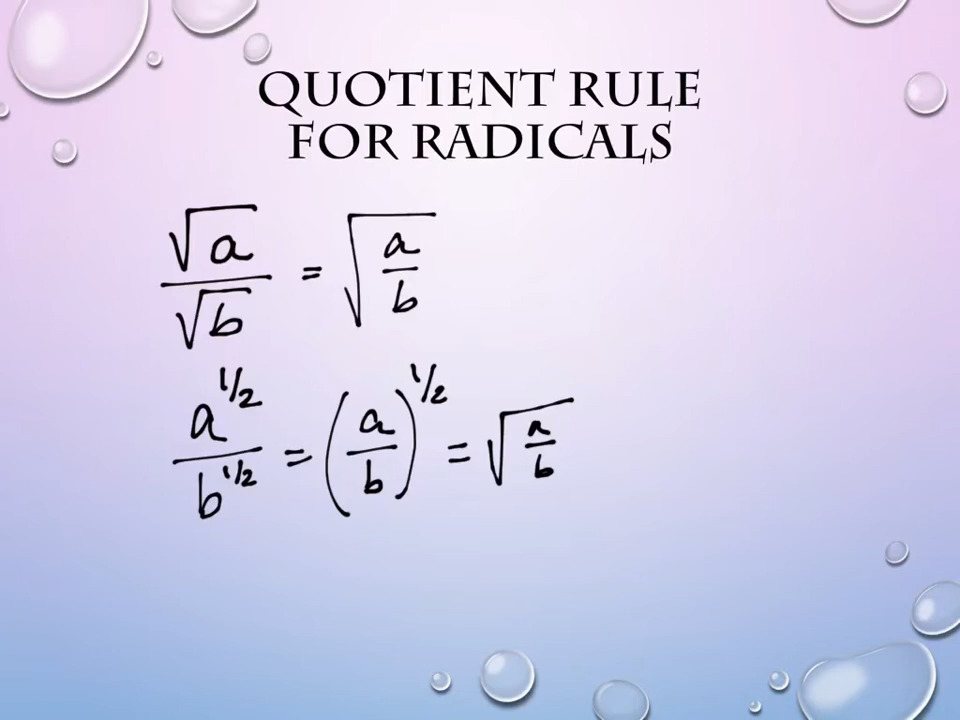 QUOTIENT RULE
FOR RADICALS
√a / √b = √(a/b)
a^1/2 / b^1/2 = (a/b)^1/2 = √(a/b)